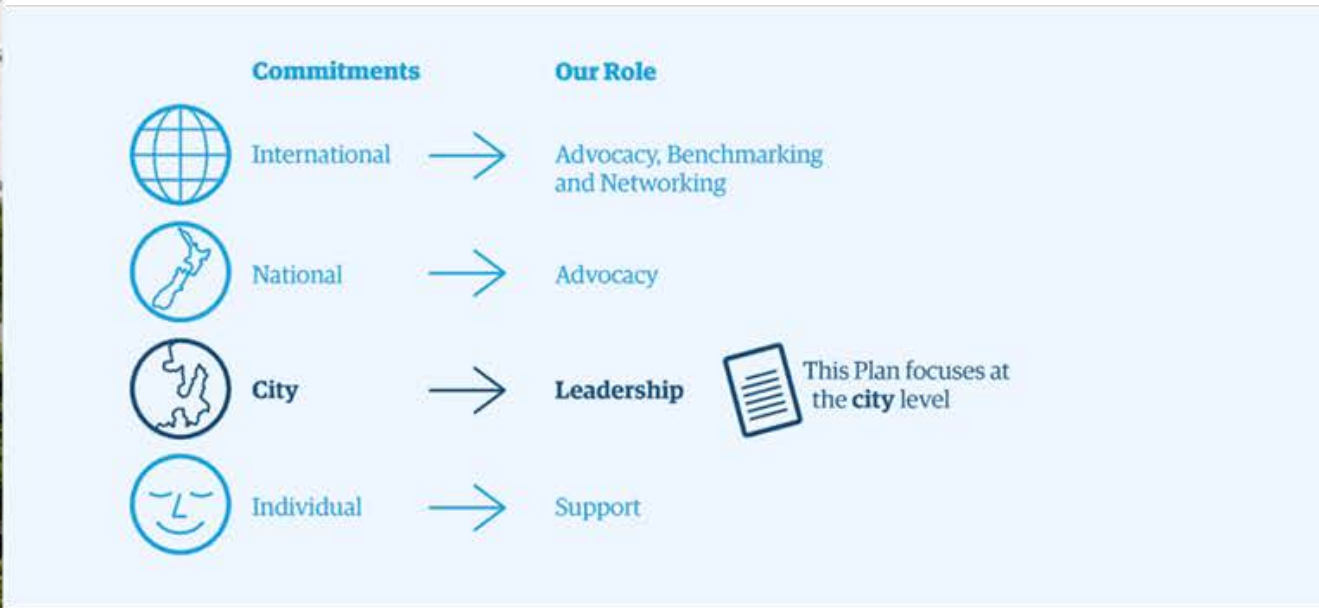 Commitments
Our Role
International
Advocacy, Benchmarking
and Networking
National
Advocacy
City
Leadership
This Plan focuses at
the city level
Individual
Support